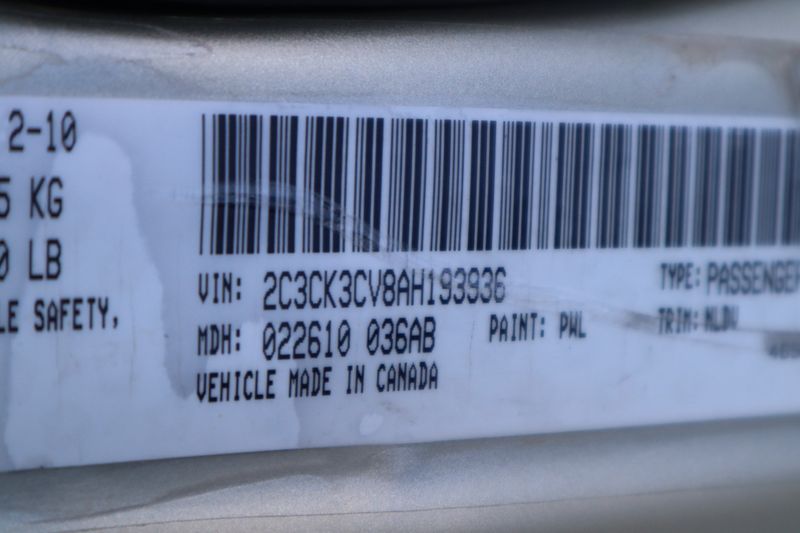 2-10
5 KG
0 LB
LE SAFETY,
VIN: 2C3CK3CV8AH193936
TYPE: PASSENGER
MDH: 022610 036AB
PAINT: PWL
TRIM:
VEHICLE MADE IN CANADA